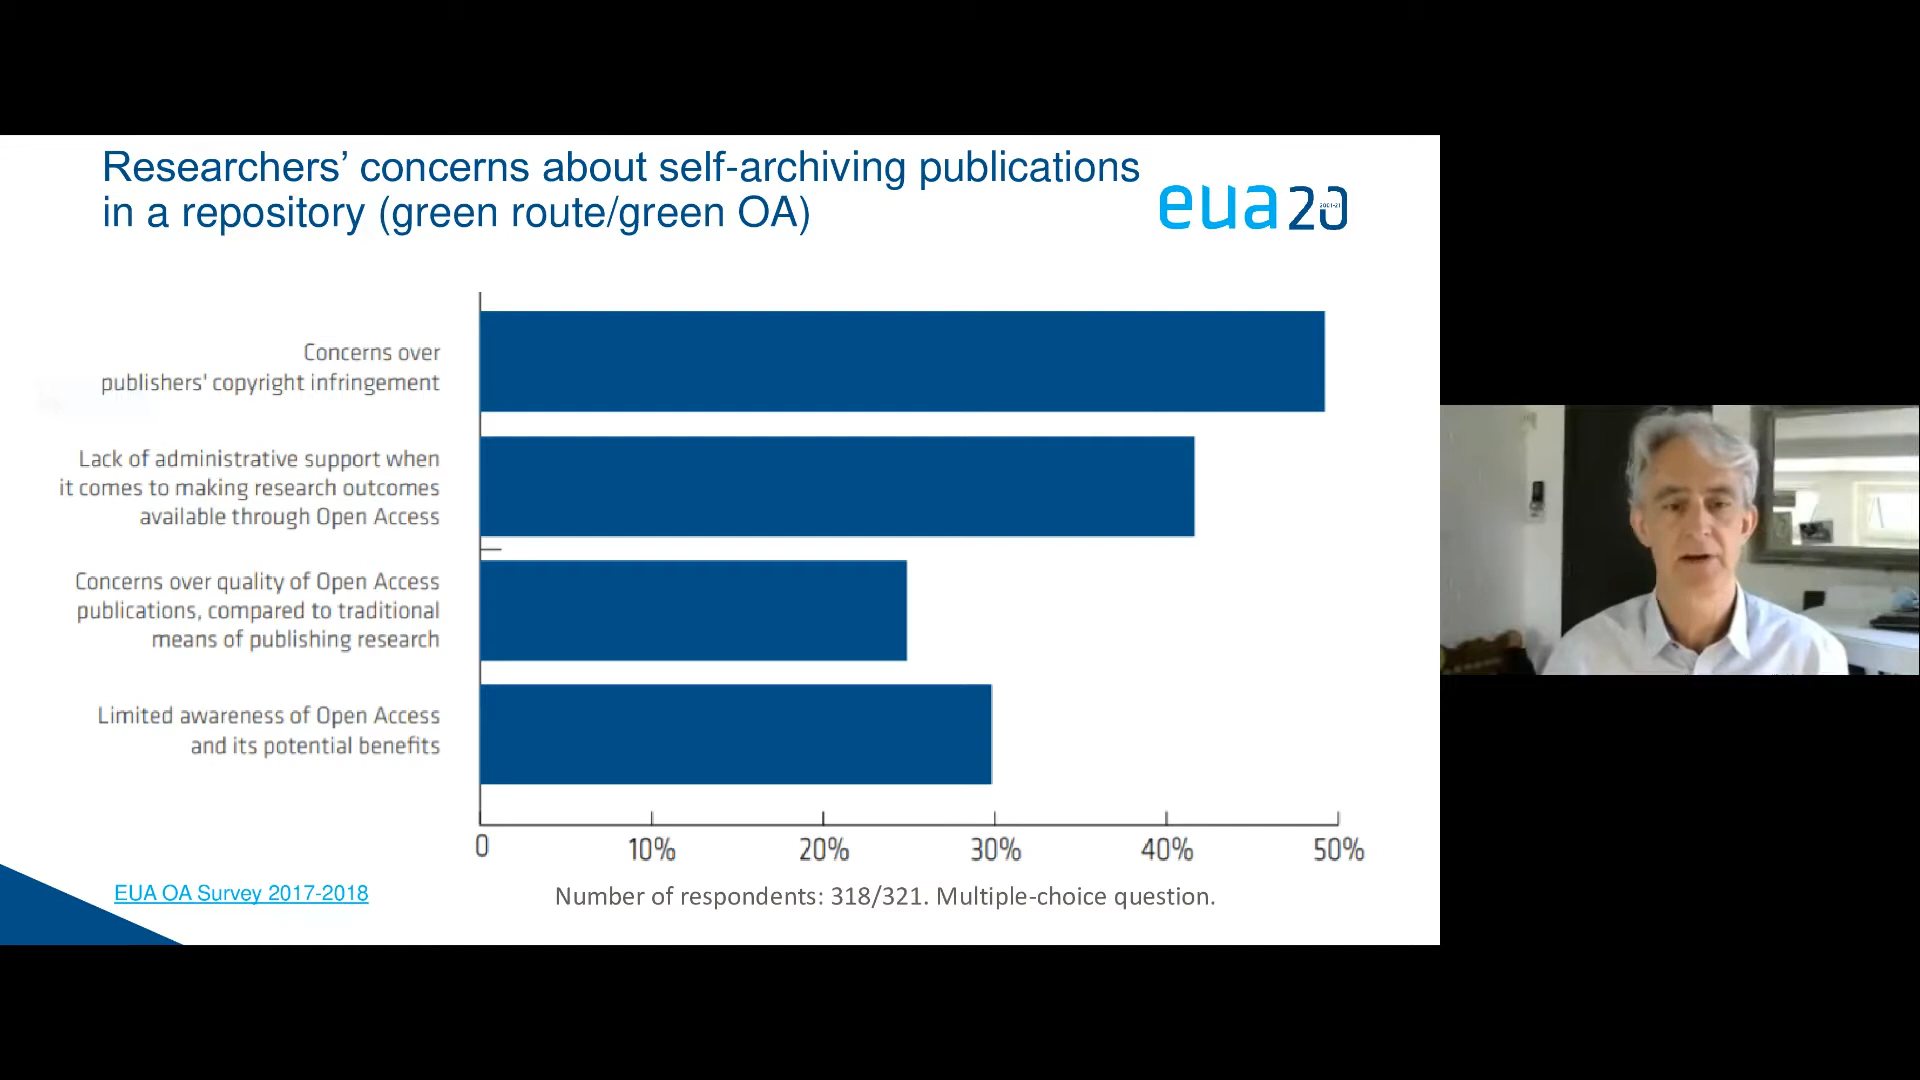 Researchers’ concerns about self-archiving publications
in a repository (green route/green OA)
eua20
2001-21
Concerns over
publishers' copyright infringement
Lack of administrative support when
it comes to making research outcomes
available through Open Access
Concerns over quality of Open Access
publications, compared to traditional
means of publishing research
Limited awareness of Open Access
and its potential benefits
0 10% 20% 30% 40% 50%
EUA OA Survey 2017-2018
Number of respondents: 318/321. Multiple-choice question.